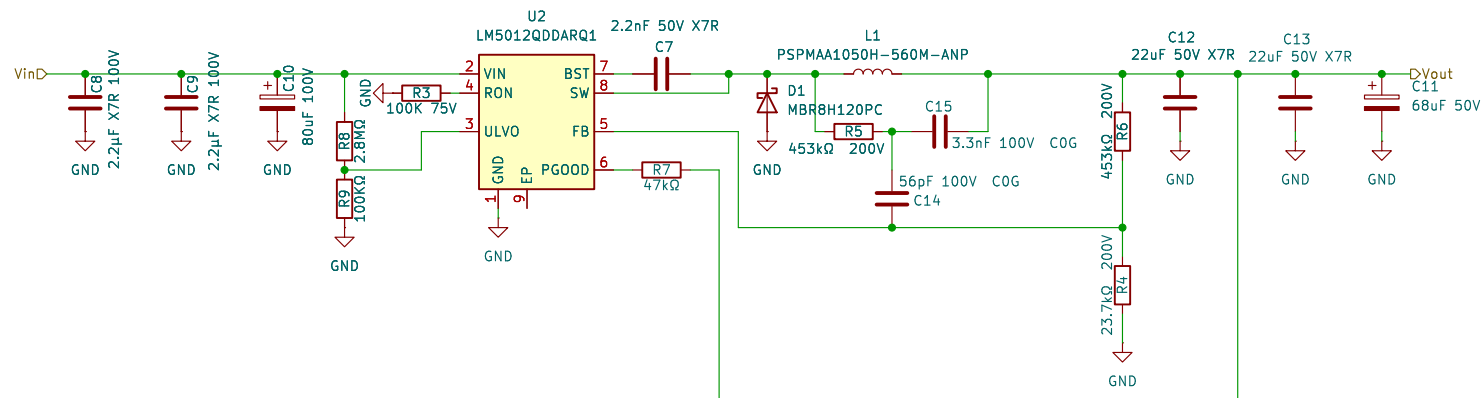 U2
LM5012QDDARQ1
2.2nF 50V X7R
C7
L1
PSPMAA1050H-560M-ANP
C12
22uF 50V X7R
C13
22uF 50V X7R
Vin
C8
2.2µF X7R 100V
GND
C9
2.2µF X7R 100V
GND
+
C10
80uF 100V
GND
R8
2.8MΩ
R9
100KΩ
GND
GND
R3
100K 75V
2
VIN
4
RON
3
ULVO
BST
7
SW
8
FB
5
PGOOD
6
GND
1
EP
9
GND
R7
47kΩ
D1
MBR8H120PC
GND
R5
453kΩ 200V
C15
3.3nF 100V C0G
56pF 100V C0G
C14
R6
453kΩ 200V
R4
23.7kΩ 200V
GND
GND
GND
+
Vout
C11
68uF 50V
GND